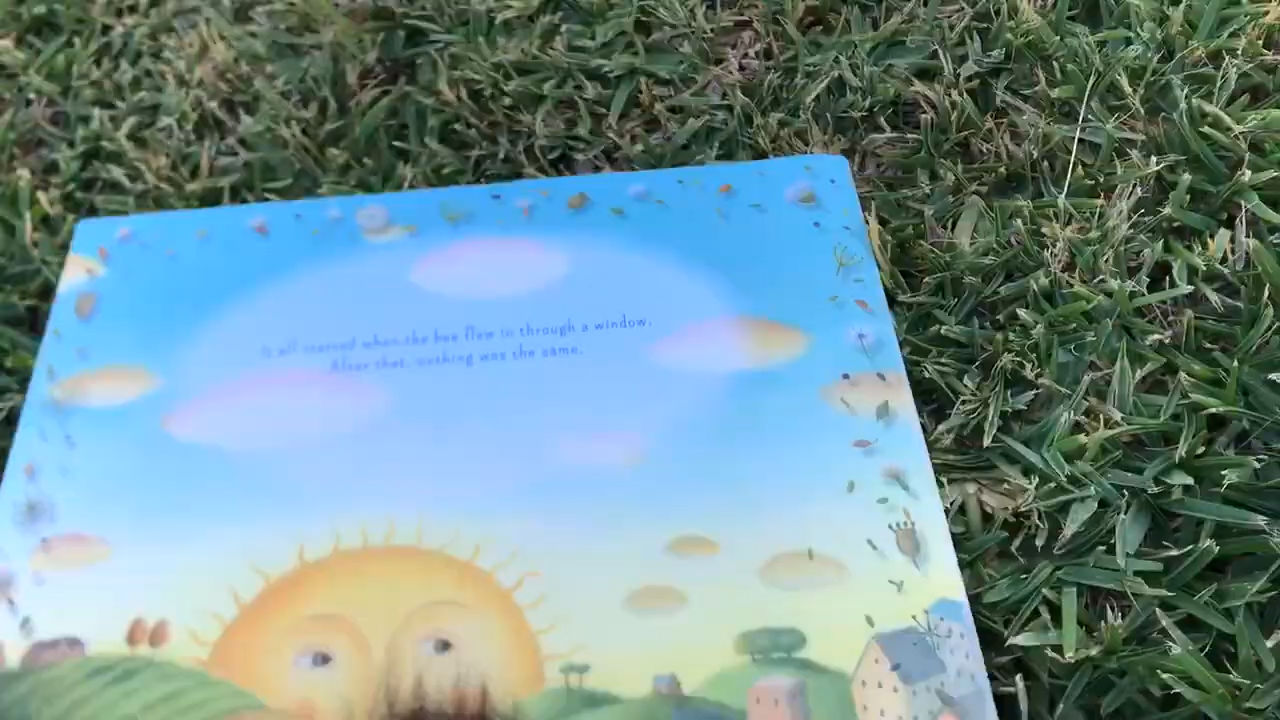 It all started when the bee flew in through a window.
After that, nothing was the same.